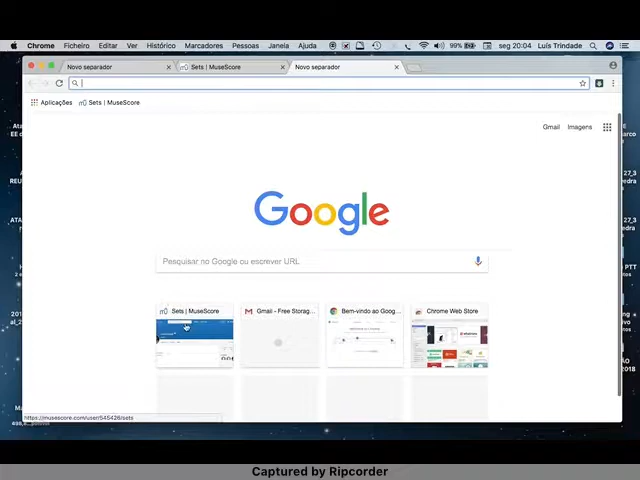 Chrome Ficheiro Editar Ver Histórico Marcadores Pessoas Janela Ajuda 99% seg 20:04 Luís Trindade
Novo separador Sets | MuseScore Novo separador
Aplicações Sets | MuseScore
Gmail Imagens
Google
Pesquisar no Google ou escrever URL
Sets | MuseScore Gmail - Free Storag... Bem-vindo ao Goog... Chrome Web Store
https://musescore.com/user/545428/sets
Captured by Ripcorder